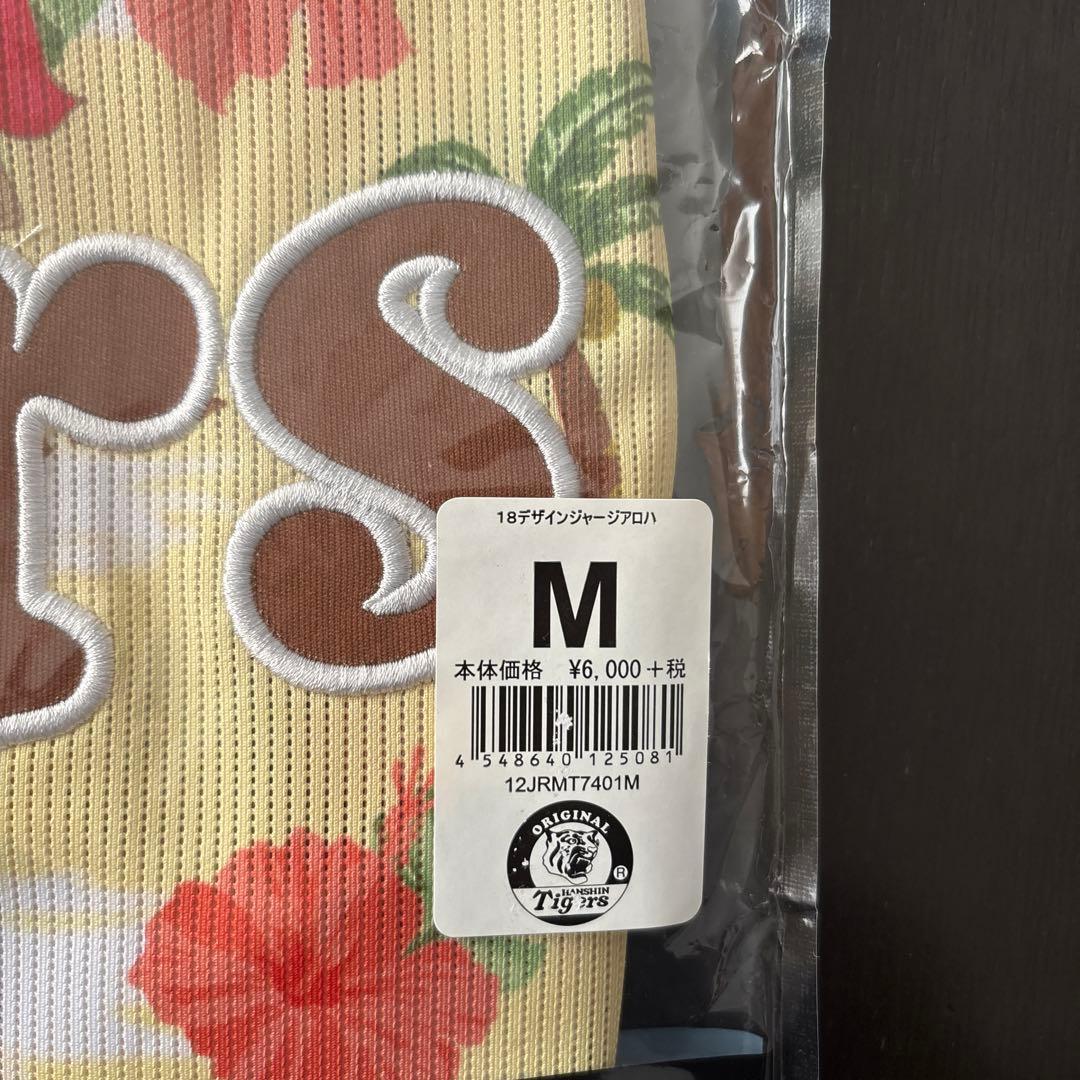 rs
18デザインジャージアロハ
M
本体価格 ¥6,000+税
4 548640 125081
12JRMT7401M
ORIGINAL
HANSHIN
Tigers
®